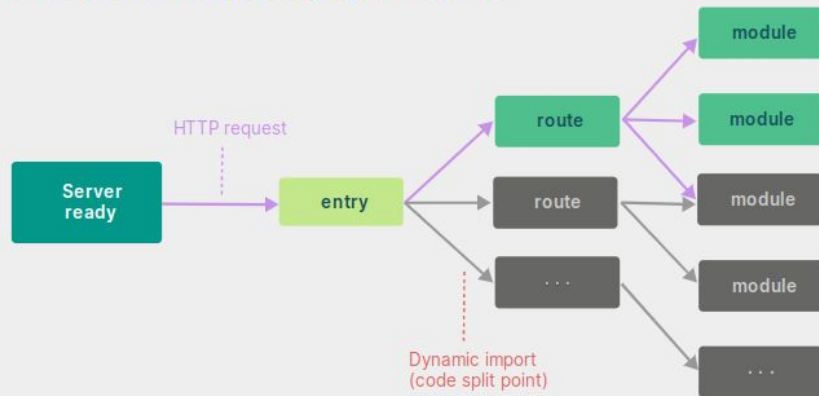 HTTP request
Server
ready
entry
route
route
. . .
module
module
module
module
. . .
Dynamic import
(code split point)